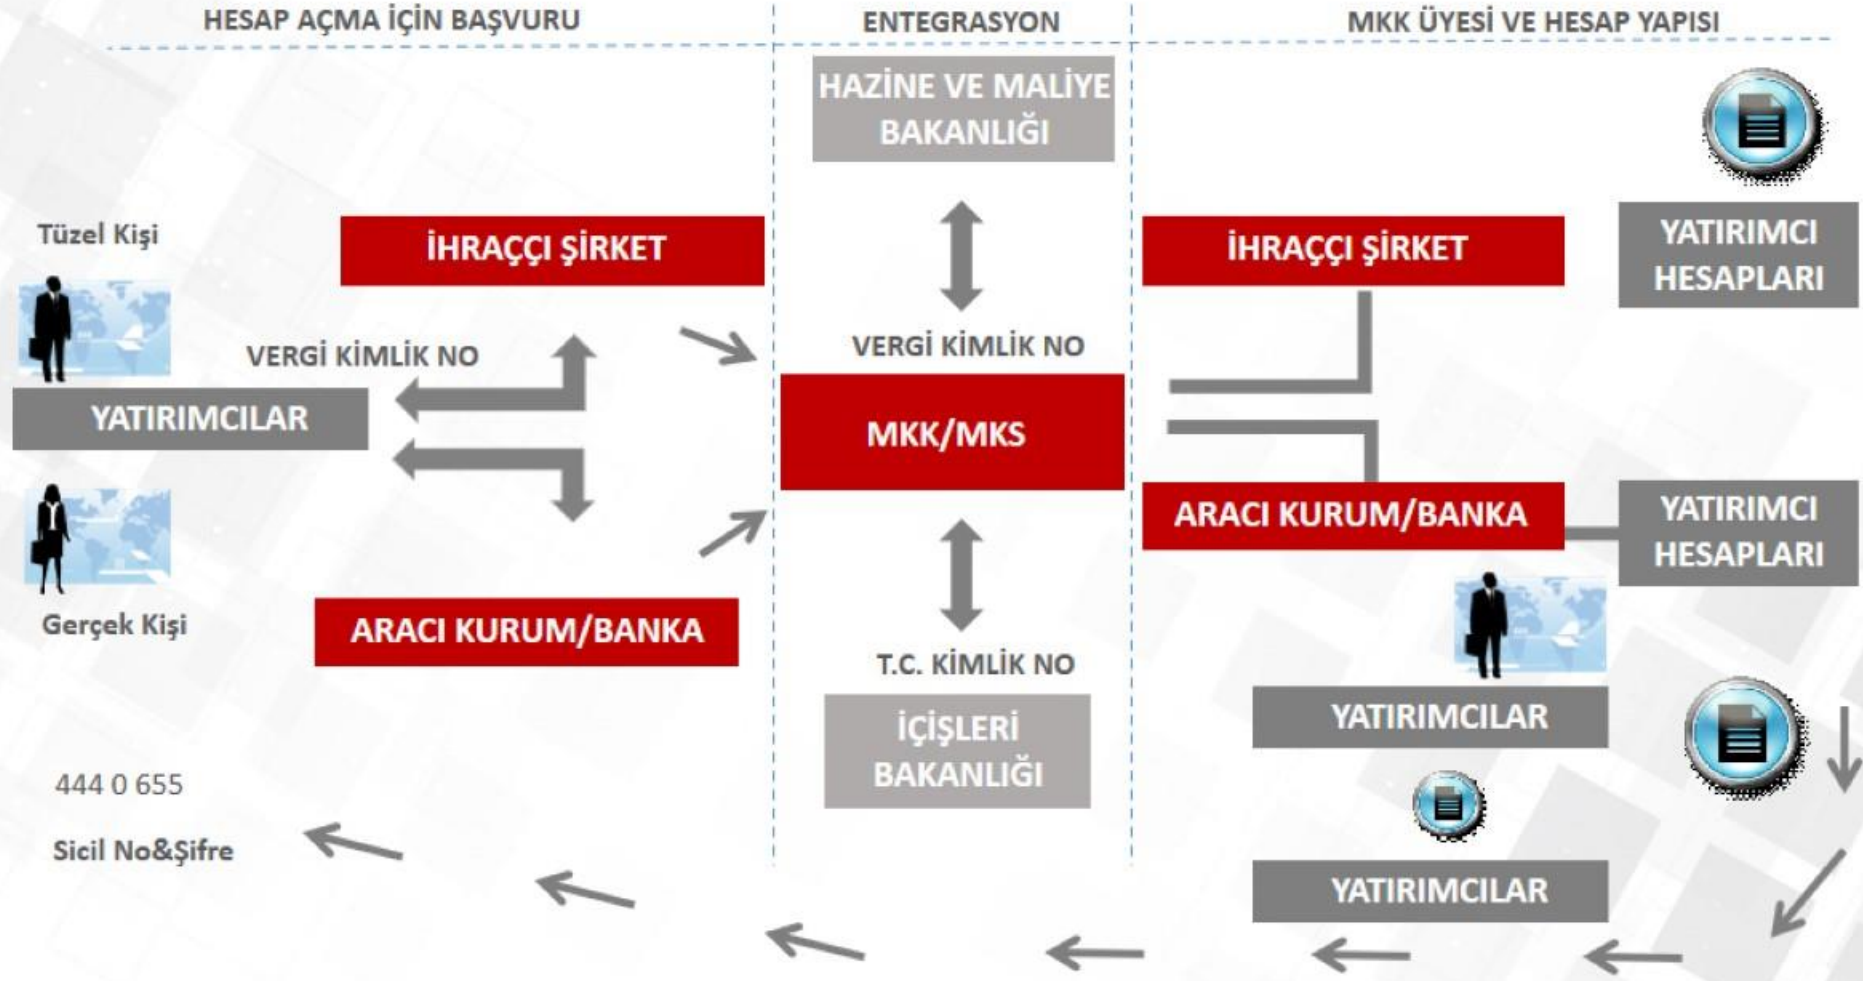 HESAP AÇMA İÇİN BAŞVURU
ENTEGRASYON
MKK ÜYESİ VE HESAP YAPISI
HAZİNE VE MALİYE
BAKANLIĞI
Tüzel Kişi
İHRAÇÇI ŞİRKET
İHRAÇÇI ŞİRKET
YATIRIMCI
HESAPLARI
VERGİ KİMLİK NO
VERGİ KİMLİK NO
YATIRIMCILAR
MKK/MKS
ARACI KURUM/BANKA
YATIRIMCI
HESAPLARI
Gerçek Kişi
ARACI KURUM/BANKA
T.C. KİMLİK NO
İÇİŞLERİ
BAKANLIĞI
YATIRIMCILAR
444 0 655
Sicil No&Şifre
YATIRIMCILAR